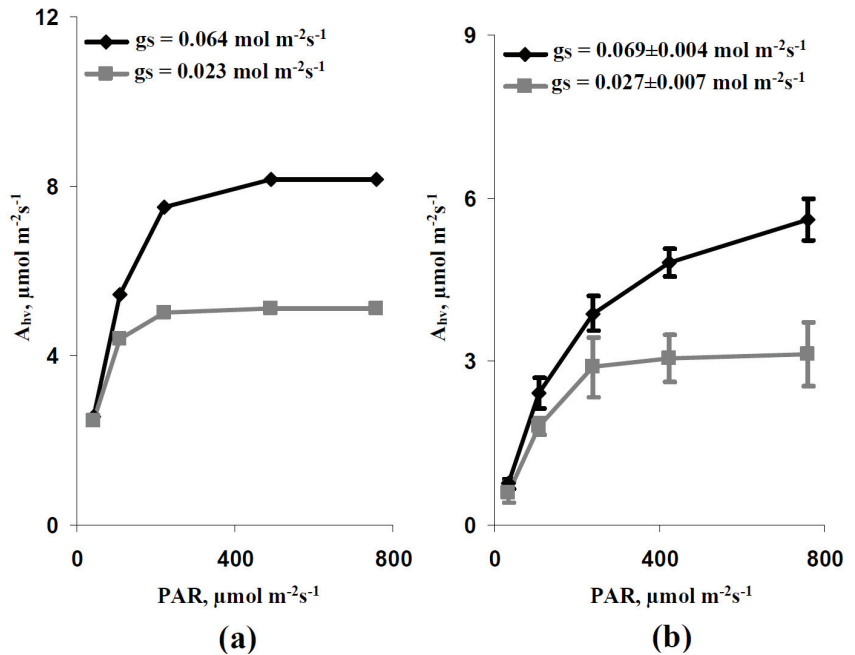 12
gs = 0.064 mol m⁻²s⁻¹
gs = 0.023 mol m⁻²s⁻¹
8
4
0
Aₕᵥ, µmol m⁻²s⁻¹
0 400 800
PAR, µmol m⁻²s⁻¹
(a)
9
gs = 0.069±0.004 mol m⁻²s⁻¹
gs = 0.027±0.007 mol m⁻²s⁻¹
6
3
0
Aₕᵥ, µmol m⁻²s⁻¹
0 400 800
PAR, µmol m⁻²s⁻¹
(b)